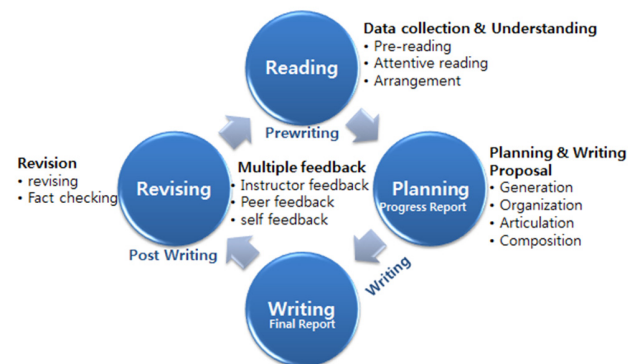 Data collection & Understanding
• Pre-reading
• Attentive reading
• Arrangement
Reading
Prewriting
Planning & Writing
Proposal
• Generation
• Organization
• Articulation
• Composition
Planning
Progress Report
Writing
Writing
Final Report
Multiple feedback
• Instructor feedback
• Peer feedback
• self feedback
Post Writing
Revising
Revision
• revising
• Fact checking